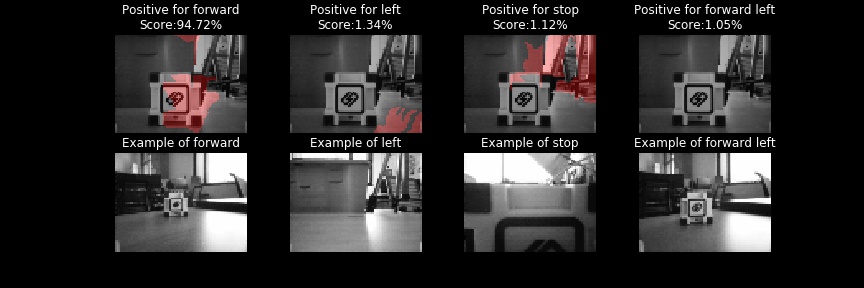 Positive for forward
Score:94.72%
Positive for left
Score:1.34%
Positive for stop
Score:1.12%
Positive for forward left
Score:1.05%
Example of forward
Example of left
Example of stop
Example of forward left